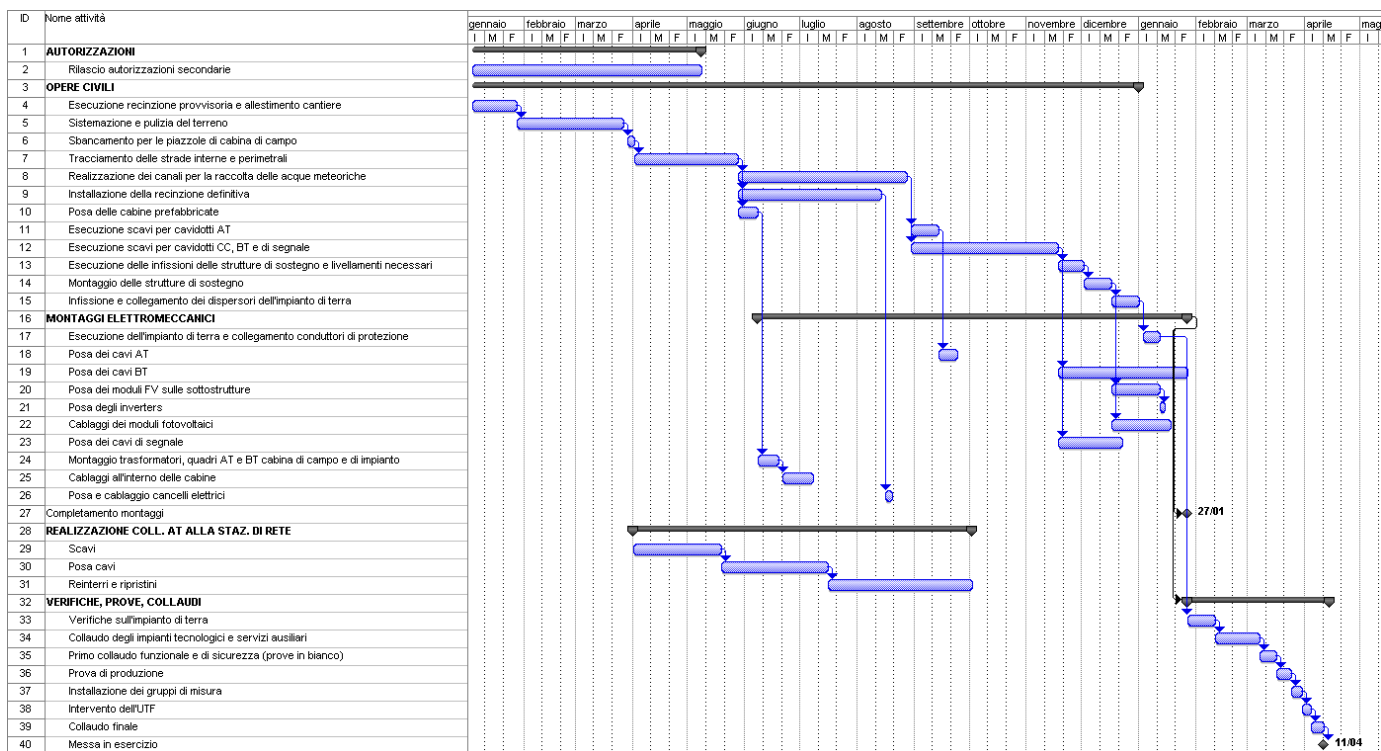 ID Nome attività gennaio febbraio marzo aprile maggio giugno luglio agosto settembre ottobre novembre dicembre gennaio febbraio marzo aprile mag
I M F I M F I M F I M F I M F I M F I M F I M F I M F I M F I M F I M F I M F I M F I M F I M F I
1 AUTORIZZAZIONI
2 Rilascio autorizzazioni secondarie
3 OPERE CIVILI
4 Esecuzione recinzione provvisoria e allestimento cantiere
5 Sistemazione e pulizia del terreno
6 Sbancamento per le piazzole di cabina di campo
7 Tracciamento delle strade interne e perimetrali
8 Realizzazione dei canali per la raccolta delle acque meteoriche
9 Installazione della recinzione definitiva
10 Posa delle cabine prefabbricate
11 Esecuzione scavi per cavidotti AT
12 Esecuzione scavi per cavidotti CC, BT e di segnale
13 Esecuzione delle infissioni delle strutture di sostegno e livellamenti necessari
14 Montaggio delle strutture di sostegno
15 Infissione e collegamento dei dispersori dell'impianto di terra
16 MONTAGGI ELETTROMECCANICI
17 Esecuzione dell'impianto di terra e collegamento conduttori di protezione
18 Posa dei cavi AT
19 Posa dei cavi BT
20 Posa dei moduli FV sulle sottostrutture
21 Posa degli inverters
22 Cablaggi dei moduli fotovoltaici
23 Posa dei cavi di segnale
24 Montaggio trasformatori, quadri AT e BT cabina di campo e di impianto
25 Cablaggi all'interno delle cabine
26 Posa e cablaggio cancelli elettrici
27 Completamento montaggi 27/01
28 REALIZZAZIONE COLL. AT ALLA STAZ. DI RETE
29 Scavi
30 Posa cavi
31 Reinterri e ripristini
32 VERIFICHE, PROVE, COLLAUDI
33 Verifiche sull'impianto di terra
34 Collaudo degli impianti tecnologici e servizi ausiliari
35 Primo collaudo funzionale e di sicurezza (prove in bianco)
36 Prova di produzione
37 Installazione dei gruppi di misura
38 Intervento dell'UTF
39 Collaudo finale
40 Messa in esercizio 11/04